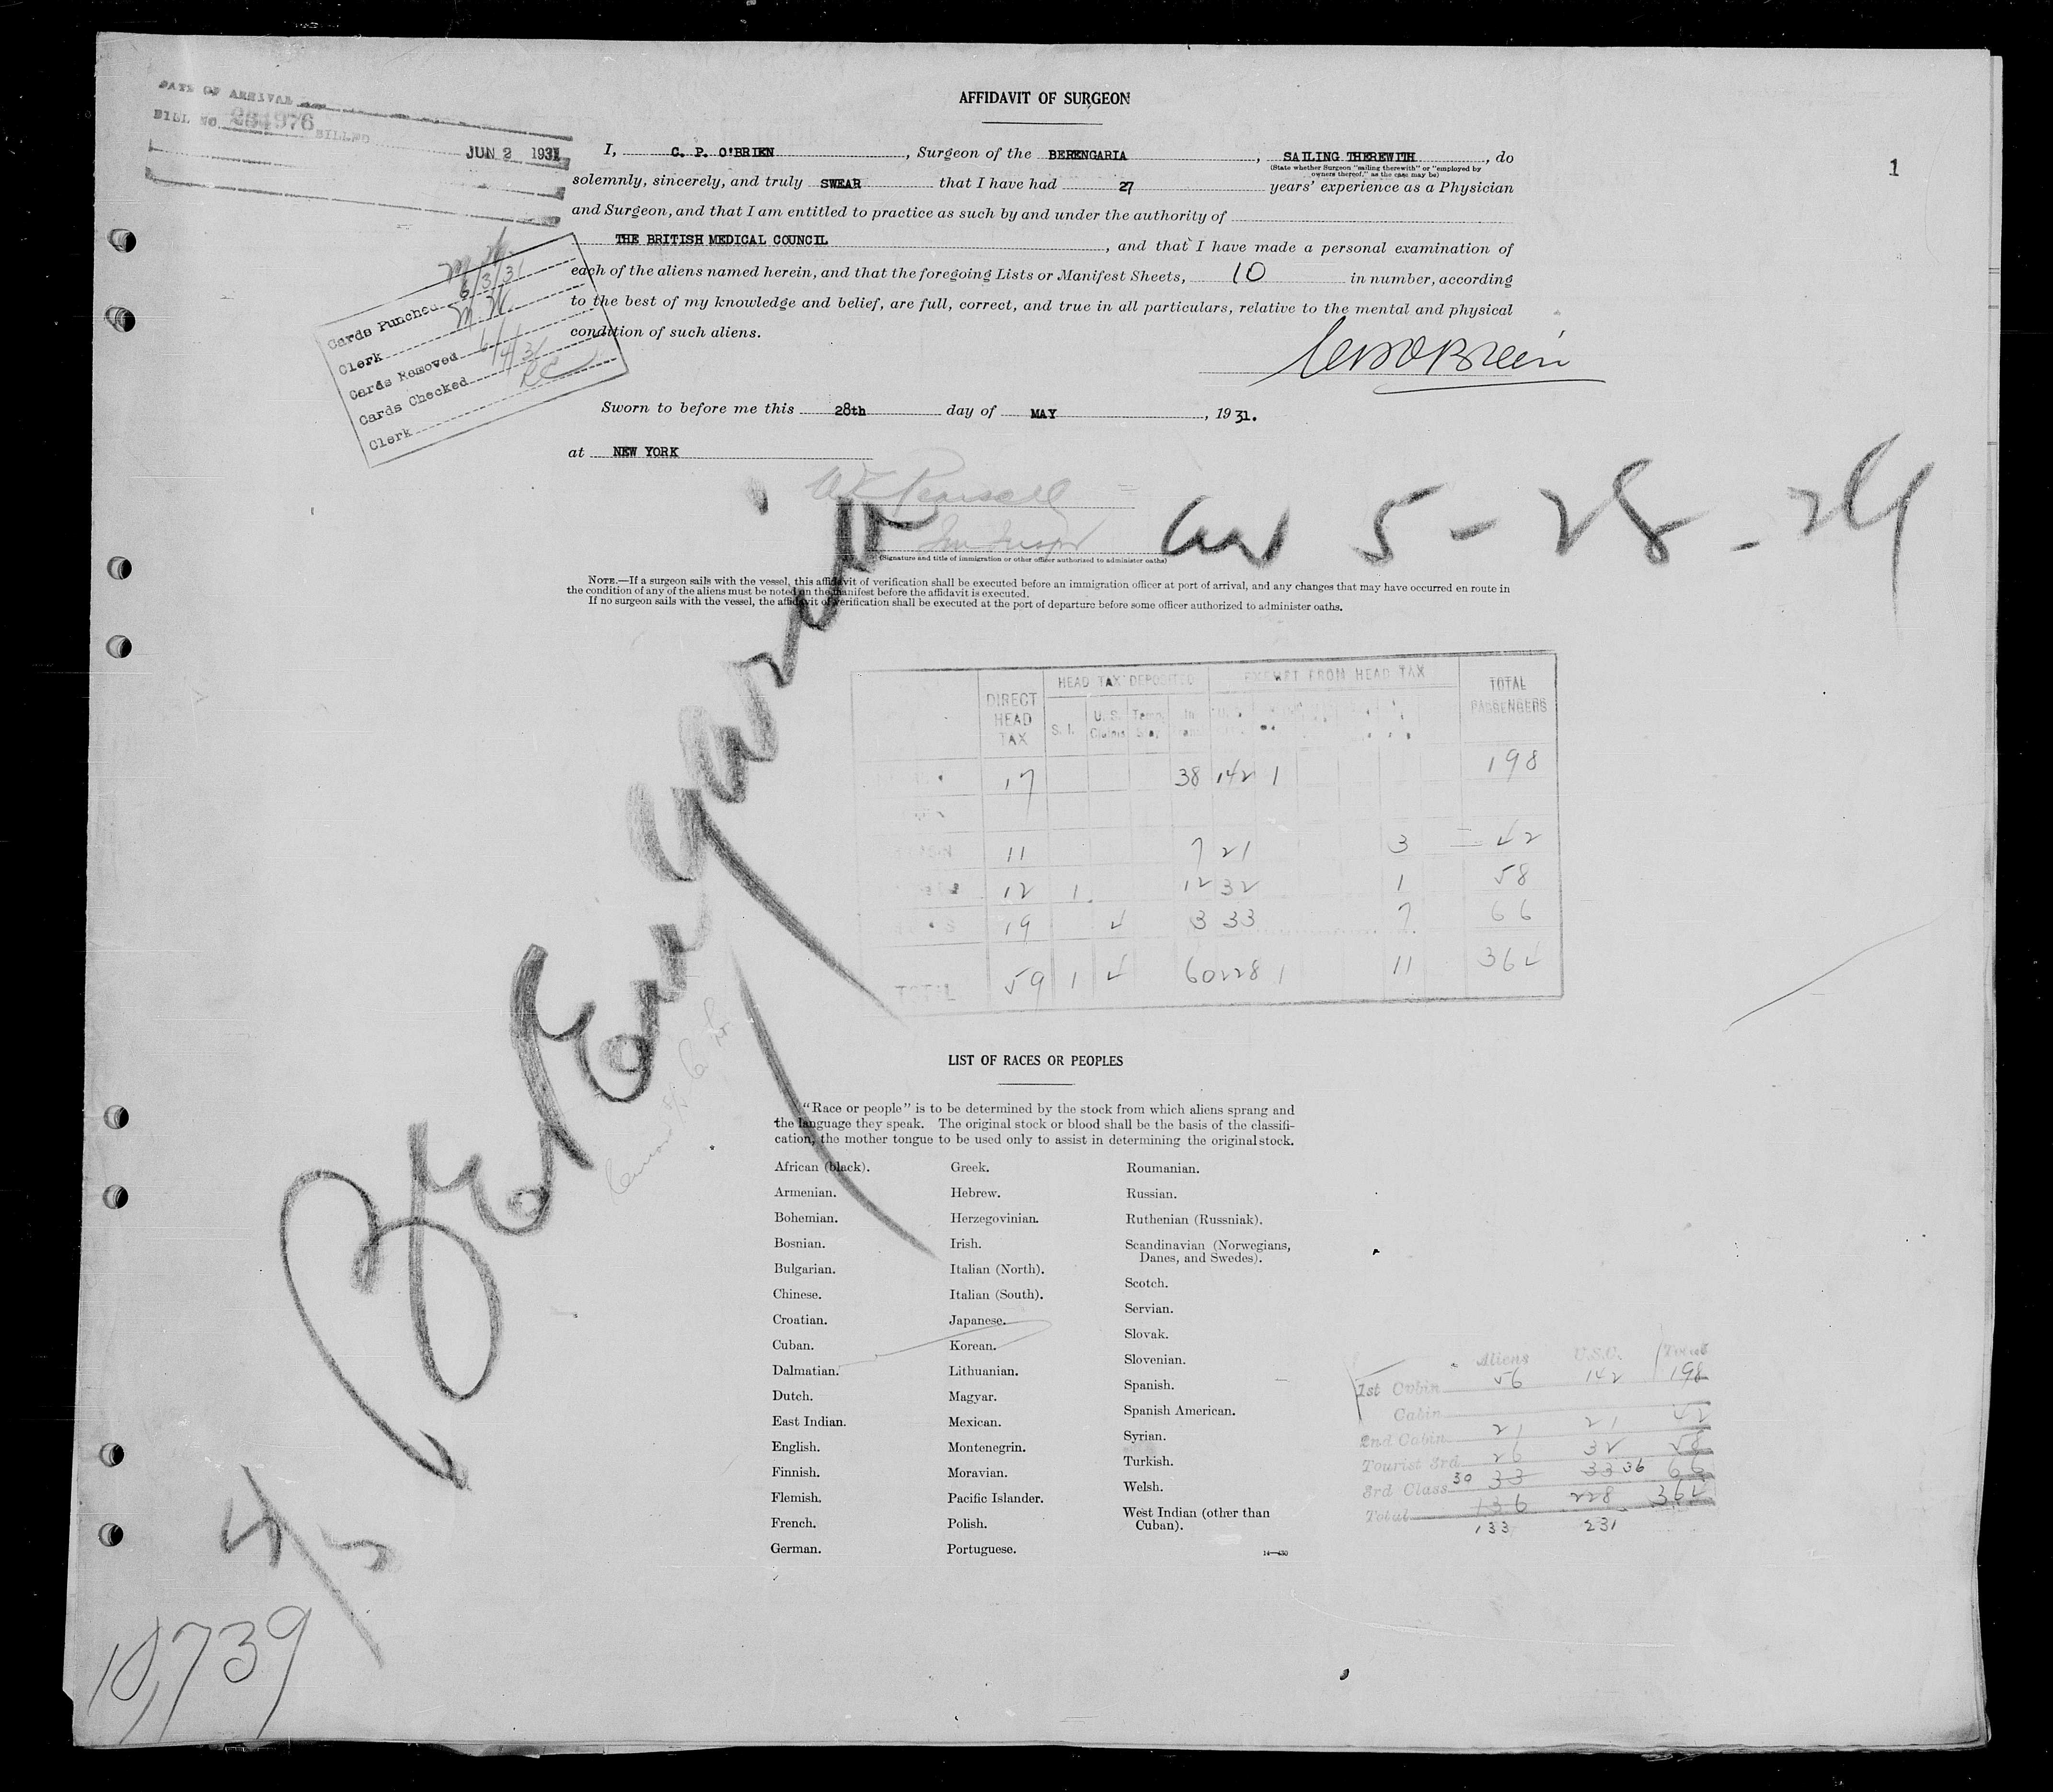 DATE OF ARRIVAL
BILL NO. 234976 BILL NO
JUN 2 1931
1
AFFIDAVIT OF SURGEON
I, C. P. O'BRIEN, Surgeon of the BERENGARIA, SAILING THEREWITH, do
(State whether Surgeon "sailing therewith" or "employed by
owners thereof," as the case may be)
solemnly, sincerely, and truly SWEAR that I have had 27 years' experience as a Physician
and Surgeon, and that I am entitled to practice as such by and under the authority of
THE BRITISH MEDICAL COUNCIL, and that I have made a personal examination of
each of the aliens named herein, and that the foregoing Lists or Manifest Sheets, 10 in number, according
to the best of my knowledge and belief, are full, correct, and true in all particulars, relative to the mental and physical
condition of such aliens.
Cards Punched 6/3/31
Clerk
Cards Removed
Cards Checked 6/4/31
Clerk RC
Sworn to before me this 28th day of MAY, 1931.
at NEW YORK
(Signature and title of immigration or other officer authorized to administer oaths)
NOTE.—If a surgeon sails with the vessel, this affidavit of verification shall be executed before an immigration officer at port of arrival, and any changes that may have occurred en route in
the condition of any of the aliens must be noted on the manifest before the affidavit is executed.
If no surgeon sails with the vessel, the affidavit of verification shall be executed at the port of departure before some officer authorized to administer oaths.
Berengaria
DIRECT HEAD TAX HEAD TAX DEPOSITED EXEMPT FROM HEAD TAX TOTAL PASSENGERS
S. I. U. S. Claims Temp.
17 38 142 1 198
11 7 21 3 42
12 1 12 32 1 58
19 4 3 33 7 66
TOTAL 59 1 4 60 228 1 11 364
LIST OF RACES OR PEOPLES
"Race or people" is to be determined by the stock from which aliens sprang and
the language they speak. The original stock or blood shall be the basis of the classifi-
cation, the mother tongue to be used only to assist in determining the original stock.
African (black).
Armenian.
Bohemian.
Bosnian.
Bulgarian.
Chinese.
Croatian.
Cuban.
Dalmatian.
Dutch.
East Indian.
English.
Finnish.
Flemish.
French.
German.
Greek.
Hebrew.
Herzegovinian.
Irish.
Italian (North).
Italian (South).
Japanese.
Korean.
Lithuanian.
Magyar.
Mexican.
Montenegrin.
Moravian.
Pacific Islander.
Polish.
Portuguese.
Roumanian.
Russian.
Ruthenian (Russniak).
Scandinavian (Norwegians,
Danes, and Swedes).
Scotch.
Servian.
Slovak.
Slovenian.
Spanish.
Spanish American.
Syrian.
Turkish.
Welsh.
West Indian (other than
Cuban).
14—430
Aliens U.S.C. Total
1st Cabin 56 142 198
Cabin
2nd Cabin 21 21 42
Tourist 3rd 26 32 58
3rd Class 30 33 33 36 66
Total 136 228 364
133 231
10,739